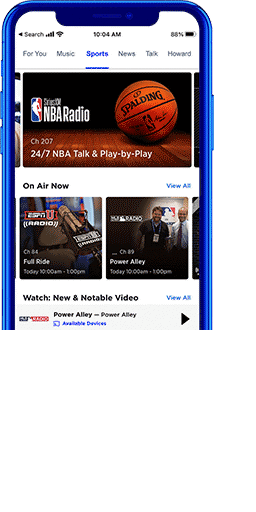 Search 10:04 AM 88%
For You Music Sports News Talk Howard
SiriusXM
NBA Radio
SPALDING
Ch 207
24/7 NBA Talk & Play-by-Play
On Air Now View All
ESPNU
((RADIO))
RADIO
Ch 84
Full Ride
Today 10:00am - 1:00pm
Ch 89
Power Alley
Today 10:00am - 1:00pm
Watch: New & Notable Video View All
RADIO
Power Alley — Power Alley
Available Devices